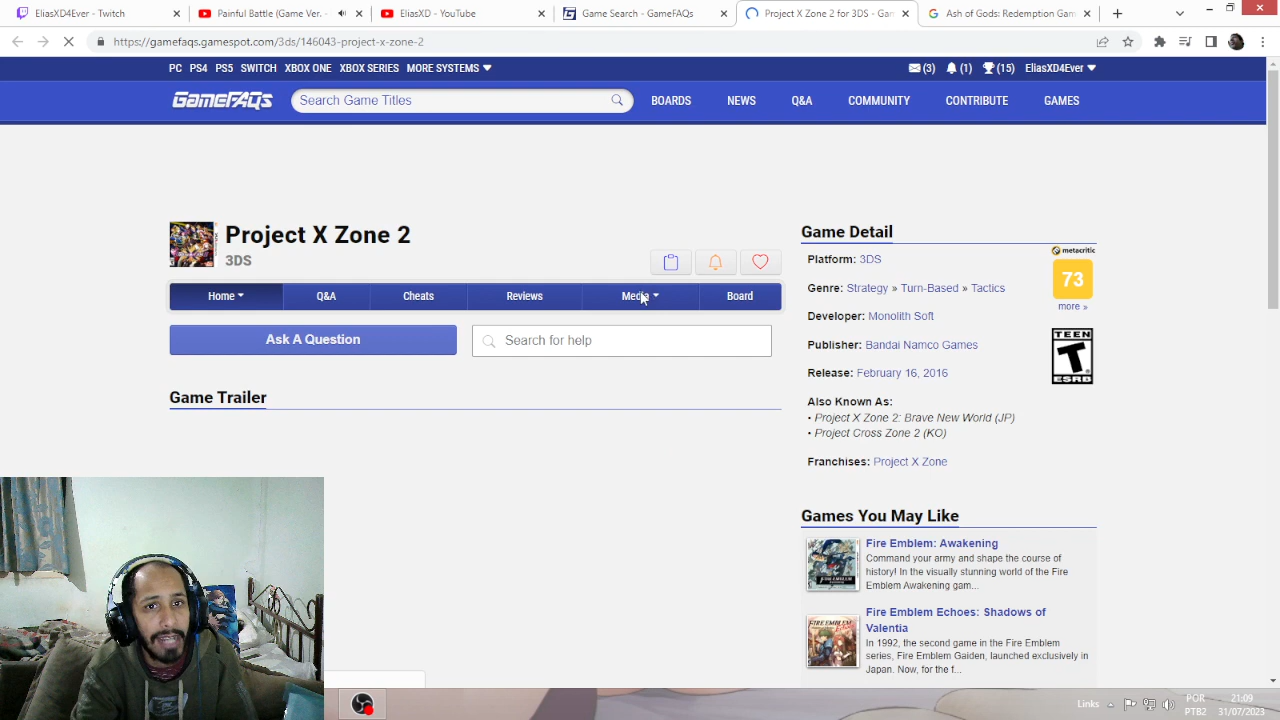 EliasXD4Ever - Twitch
Painful Battle (Game Ver. -
EliasXD - YouTube
Game Search - GameFAQs
Project X Zone 2 for 3DS - Gam
Ash of Gods: Redemption Gam
https://gamefaqs.gamespot.com/3ds/146043-project-x-zone-2
PC PS4 PS5 SWITCH XBOX ONE XBOX SERIES MORE SYSTEMS
(3) (1) (15) EliasXD4Ever
GameFAQs
Search Game Titles
BOARDS NEWS Q&A COMMUNITY CONTRIBUTE GAMES
Project X Zone 2
3DS
Home Q&A Cheats Reviews Media Board
Ask A Question
Search for help
Game Trailer
Game Detail
metacritic
73
more »
Platform: 3DS
Genre: Strategy » Turn-Based » Tactics
Developer: Monolith Soft
Publisher: Bandai Namco Games
Release: February 16, 2016
TEEN
T
ESRB
Also Known As:
• Project X Zone 2: Brave New World (JP)
• Project Cross Zone 2 (KO)
Franchises: Project X Zone
Games You May Like
Fire Emblem: Awakening
Command your army and shape the course of
history! In the visually stunning world of the Fire
Emblem Awakening gam...
Fire Emblem Echoes: Shadows of
Valentia
In 1992, the second game in the Fire Emblem
series, Fire Emblem Gaiden, launched exclusively in
Japan. Now, for the f...
Links
POR
PTB2
21:09
31/07/2023